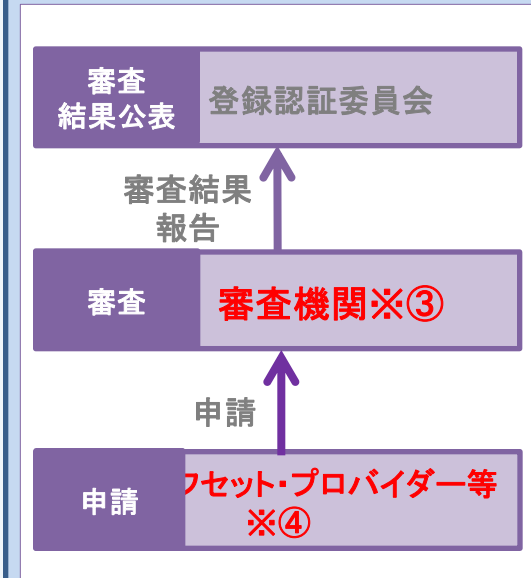 審査
結果公表
登録認証委員会
審査結果
報告
審査
審査機関※③
申請
申請
フセット・プロバイダー等
※④